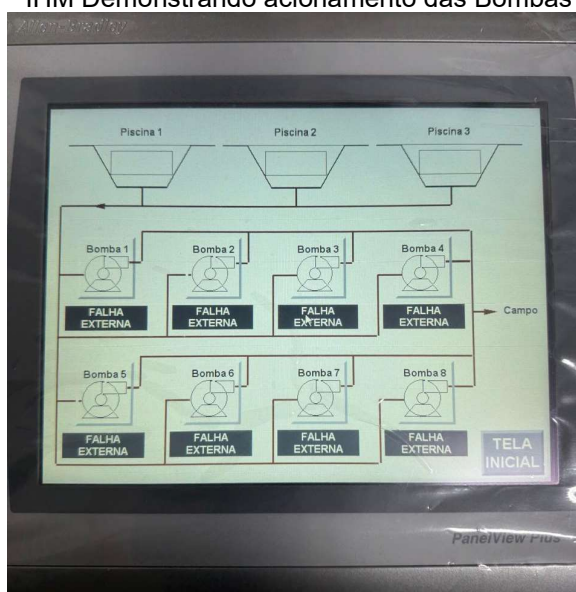 IHM Demonstrando acionamento das Bombas
Allen-Bradley
Piscina 1 Piscina 2 Piscina 3
Bomba 1 Bomba 2 Bomba 3 Bomba 4
FALHA EXTERNA FALHA EXTERNA FALHA EXTERNA FALHA EXTERNA
Campo
Bomba 5 Bomba 6 Bomba 7 Bomba 8
FALHA EXTERNA FALHA EXTERNA FALHA EXTERNA FALHA EXTERNA
TELA
INICIAL
PanelView Plus